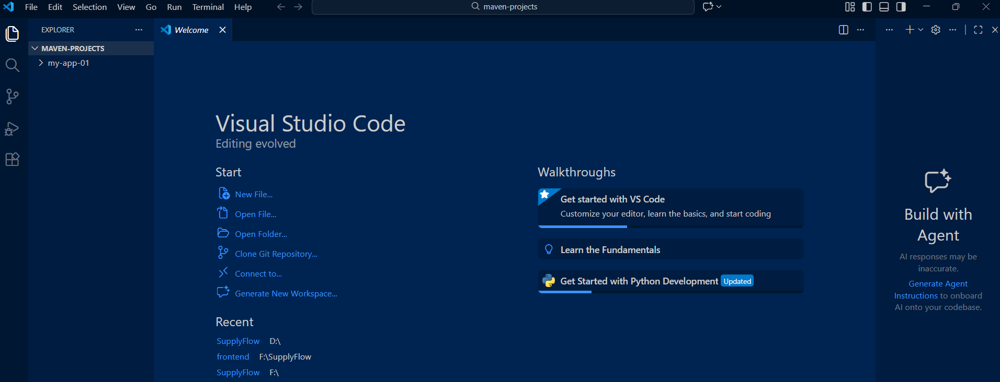 File Edit Selection View Go Run Terminal Help
maven-projects
EXPLORER
Welcome
MAVEN-PROJECTS
my-app-01
Visual Studio Code
Editing evolved
Start
New File...
Open File...
Open Folder...
Clone Git Repository...
Connect to...
Generate New Workspace...
Recent
SupplyFlow D:\
frontend F:\SupplyFlow
SupplyFlow F:\
Walkthroughs
Get started with VS Code
Customize your editor, learn the basics, and start coding
Learn the Fundamentals
Get Started with Python Development Updated
Build with
Agent
AI responses may be
inaccurate.
Generate Agent
Instructions to onboard
AI onto your codebase.